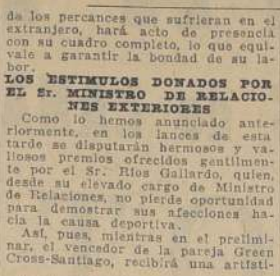 de los percances que sufrieran en el
extranjero, hará acto de presencia
con su cuadro completo, lo que equi-
vale a garantir la bondad de su la-
bor.
LOS ESTIMULOS DONADOS POR
EL Sr. MINISTRO DE RELACIO-
NES EXTERIORES
Como lo hemos anunciado ante-
riormente, en los lances de esta
tarde se disputarán hermosos y va-
liosos premios ofrecidos gentilmen-
te por el Sr. Ríos Gallardo, quien,
desde su elevado cargo de Ministro
de Relaciones, no pierde oportunidad
para demostrar sus afecciones ha-
cia la causa deportiva.
Así, pues, mientras en el prelimi-
nar, el vencedor de la pareja Green
Cross-Santiago, recibirá una artísti-